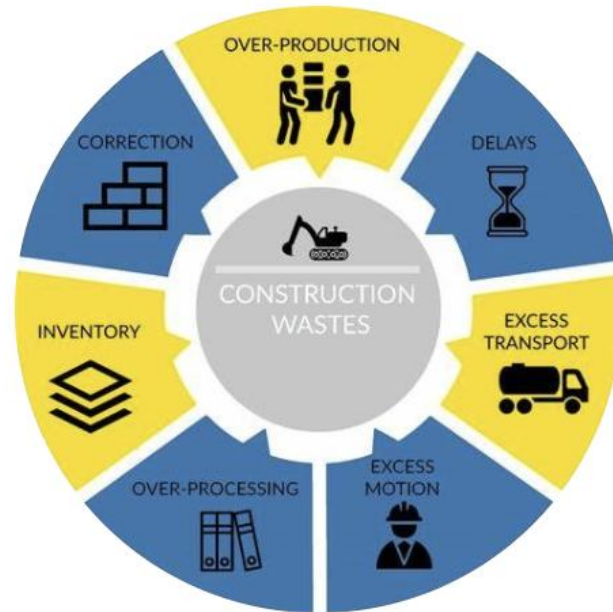 OVER-PRODUCTION
DELAYS
EXCESS
TRANSPORT
EXCESS
MOTION
OVER-PROCESSING
INVENTORY
CORRECTION
CONSTRUCTION
WASTES